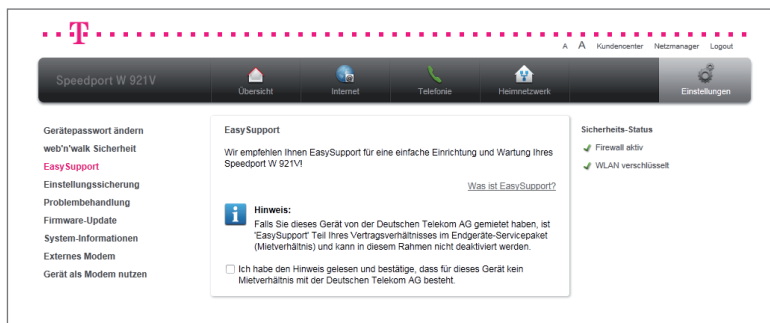 T
A A Kundencenter Netzmanager Logout
Speedport W 921V
Übersicht Internet Telefonie Heimnetzwerk Einstellungen
Gerätepasswort ändern
web'n'walk Sicherheit
EasySupport
Einstellungssicherung
Problembehandlung
Firmware-Update
System-Informationen
Externes Modem
Gerät als Modem nutzen
EasySupport
Wir empfehlen Ihnen EasySupport für eine einfache Einrichtung und Wartung Ihres
Speedport W 921V!
Was ist EasySupport?
Hinweis:
Falls Sie dieses Gerät von der Deutschen Telekom AG gemietet haben, ist
'EasySupport' Teil Ihres Vertragsverhältnisses im Endgeräte-Servicepaket
(Mietverhältnis) und kann in diesem Rahmen nicht deaktiviert werden.
Ich habe den Hinweis gelesen und bestätige, dass für dieses Gerät kein
Mietverhältnis mit der Deutschen Telekom AG besteht.
Sicherheits-Status
Firewall aktiv
WLAN verschlüsselt